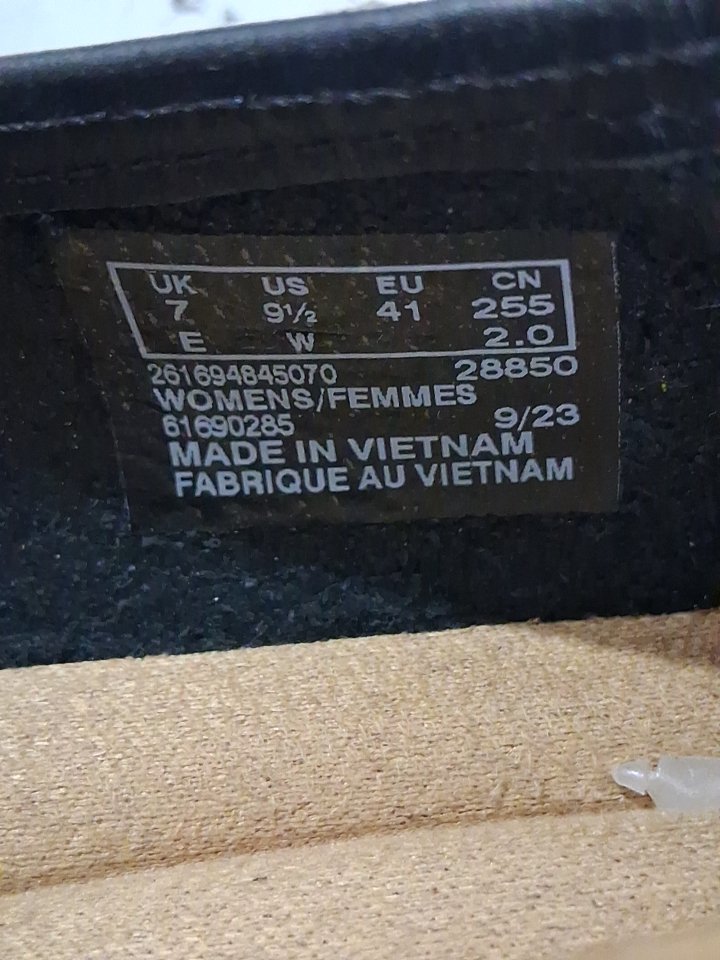 UK US EU CN
7 9½ 41 255
E W 2.0
261694845070 28850
WOMENS/FEMMES
61690285 9/23
MADE IN VIETNAM
FABRIQUE AU VIETNAM